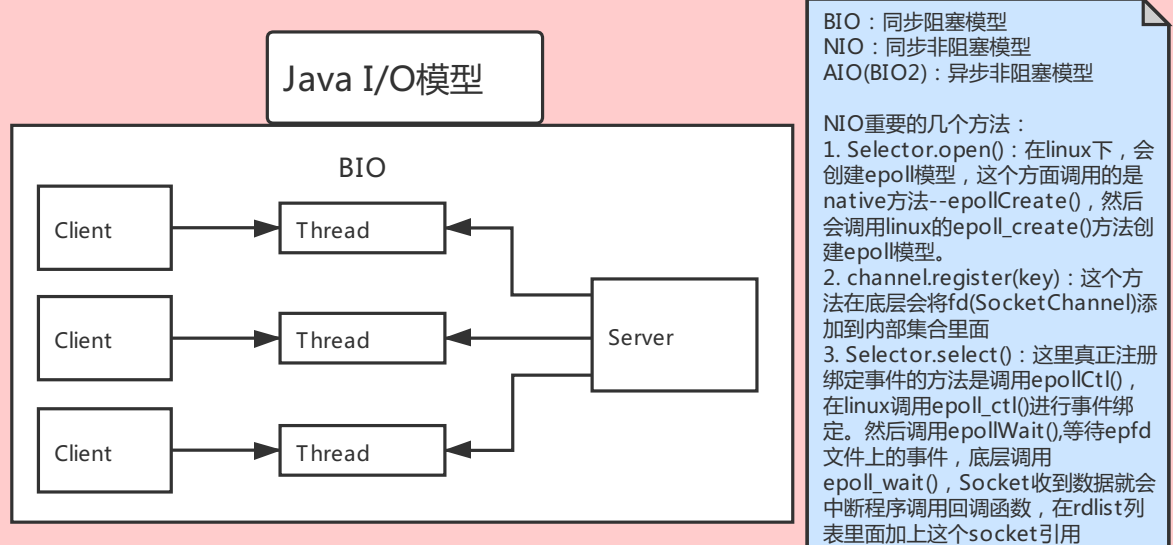 Java I/O模型
BIO
Client
Thread
Client
Thread
Server
Client
Thread
BIO：同步阻塞模型
NIO：同步非阻塞模型
AIO(BIO2)：异步非阻塞模型
NIO重要的几个方法：
1. Selector.open()：在linux下，会
创建epoll模型，这个方面调用的是
native方法--epollCreate()，然后
会调用linux的epoll_create()方法创
建epoll模型。
2. channel.register(key)：这个方
法在底层会将fd(SocketChannel)添
加到内部集合里面
3. Selector.select()：这里真正注册
绑定事件的方法是调用epollCtl()，
在linux调用epoll_ctl()进行事件绑
定。然后调用epollWait(),等待epfd
文件上的事件，底层调用
epoll_wait()，Socket收到数据就会
中断程序调用回调函数，在rdlist列
表里面加上这个socket引用